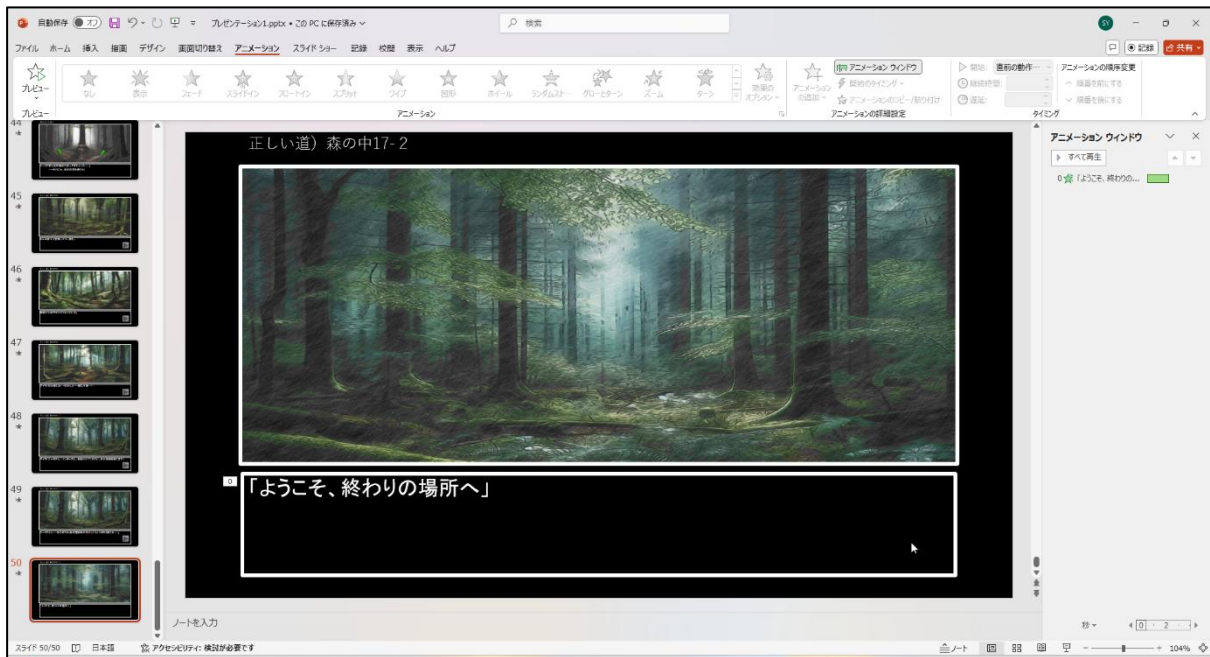 自動保存 オフ プレゼンテーション1.pptx • この PC に保存済み 検索 SY
ファイル ホーム 挿入 描画 デザイン 画面切り替え アニメーション スライド ショー 記録 校閲 表示 ヘルプ 記録 共有
プレビュー なし 表示 フェード スライドイン フロートイン スプリット ワイプ 図形 ホイール ランダムスト… グローとターン ズーム ターン 効果のオプション アニメーションの追加 アニメーション ウィンドウ 開始: 直前の動作… アニメーションの順序変更
開始のタイミング 継続時間: 順番を前にする
アニメーションのコピー/貼り付け 遅延: 順番を後にする
プレビュー アニメーション アニメーションの詳細設定 タイミング
44
45
46
47
48
49
50
正しい道）森の中17-2
0
「ようこそ、終わりの場所へ」
アニメーション ウィンドウ
すべて再生
0 「ようこそ、終わりの...
ノートを入力
秒 0 2
スライド 50/50 日本語 アクセシビリティ: 検討が必要です ノート 104%